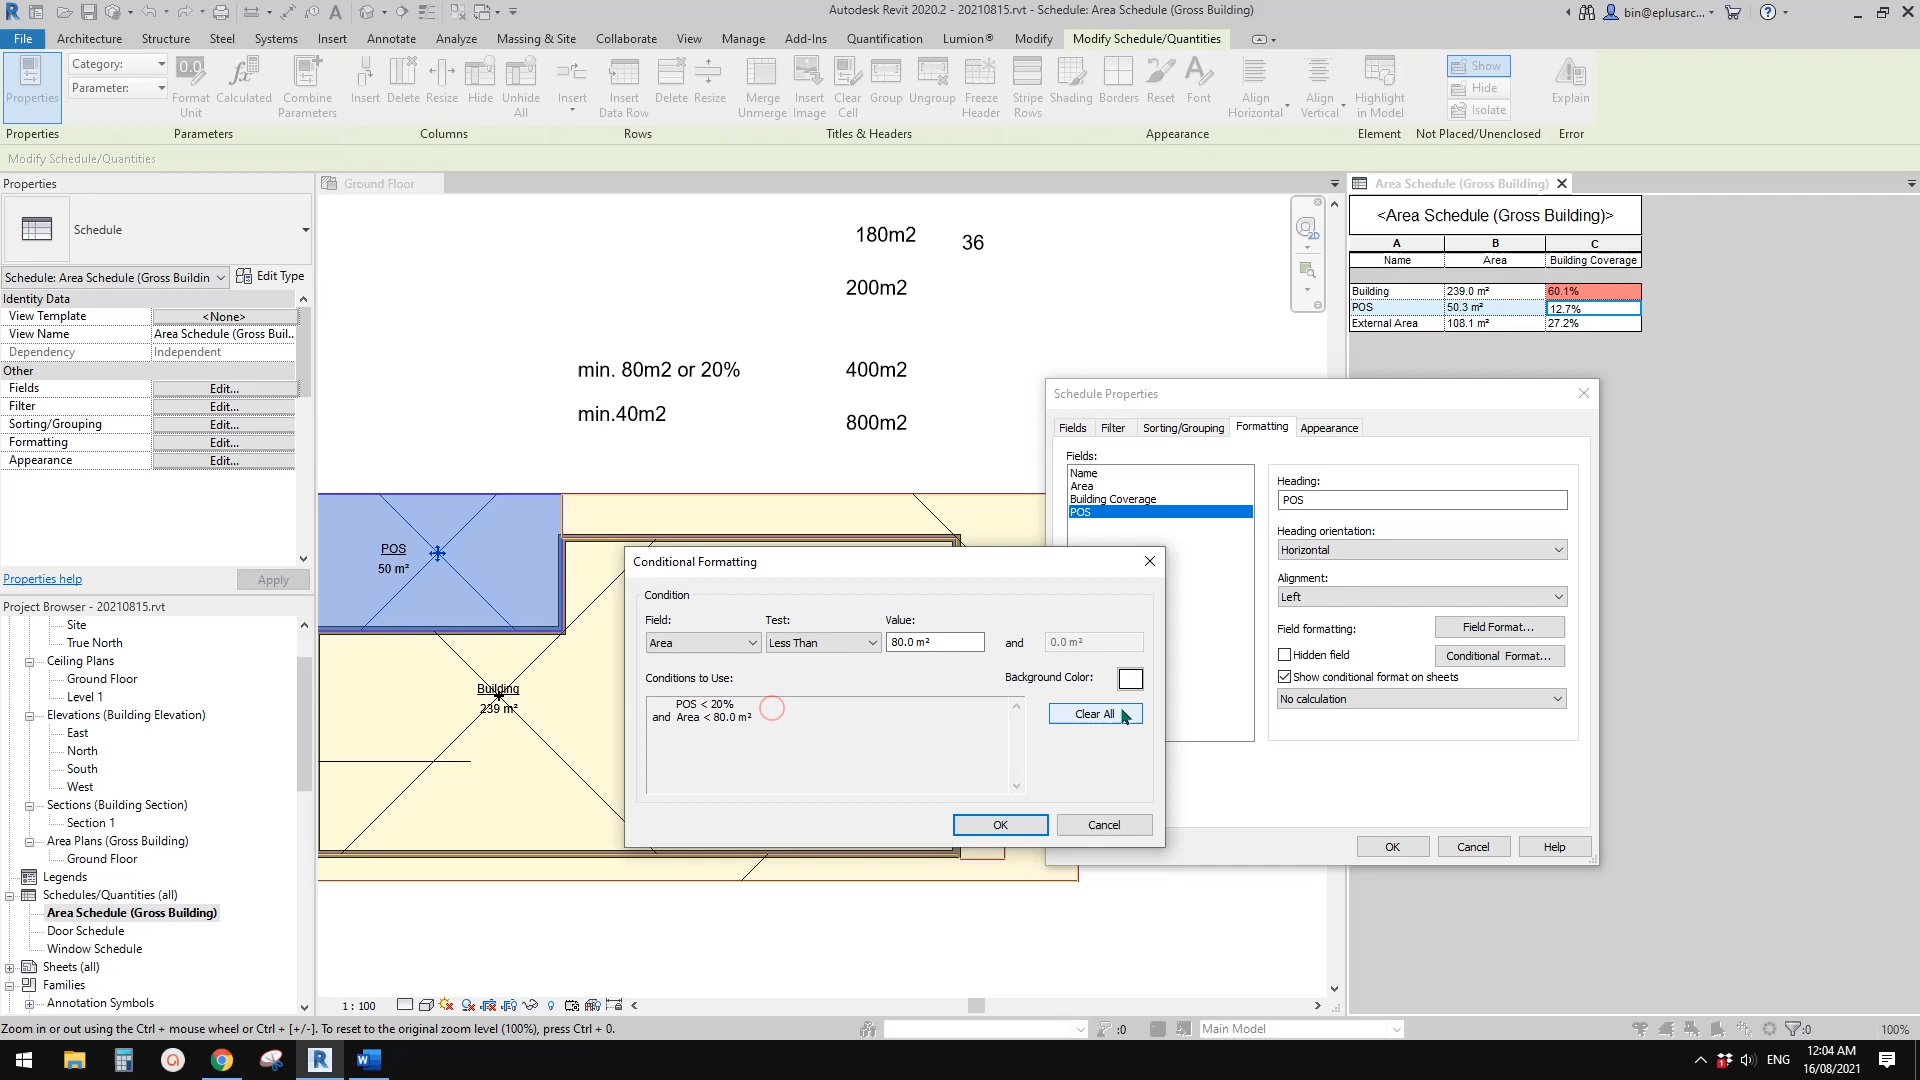 Autodesk Revit 2020.2 - 20210815.rvt - Schedule: Area Schedule (Gross Building)
bin@eplusarc...
File Architecture Structure Steel Systems Insert Annotate Analyze Massing & Site Collaborate View Manage Add-Ins Quantification Lumion® Modify Modify Schedule/Quantities
Category:
Parameter:
Properties
Format Unit
Calculated
Combine Parameters
Insert Delete Resize Hide Unhide All
Insert
Insert Data Row
Delete Resize
Merge Unmerge
Insert Image
Clear Cell
Group Ungroup
Freeze Header
Stripe Rows
Shading Borders Reset Font
Align Horizontal
Align Vertical
Highlight in Model
Show
Hide
Isolate
Explain
Properties Parameters Columns Rows Titles & Headers Appearance Element Not Placed/Unenclosed Error
Modify Schedule/Quantities
Properties
Schedule
Schedule: Area Schedule (Gross Buildin
Edit Type
Identity Data
View Template <None>
View Name Area Schedule (Gross Buil...
Dependency Independent
Other
Fields Edit...
Filter Edit...
Sorting/Grouping Edit...
Formatting Edit...
Appearance Edit...
Properties help
Apply
Project Browser - 20210815.rvt
Site
True North
Ceiling Plans
Ground Floor
Level 1
Elevations (Building Elevation)
East
North
South
West
Sections (Building Section)
Section 1
Area Plans (Gross Building)
Ground Floor
Legends
Schedules/Quantities (all)
Area Schedule (Gross Building)
Door Schedule
Window Schedule
Sheets (all)
Families
Annotation Symbols
Ground Floor
180m2 36
200m2
min. 80m2 or 20% 400m2
min.40m2 800m2
2D
POS
50 m²
Building
239 m²
1 : 100
Area Schedule (Gross Building)
<Area Schedule (Gross Building)>
A B C
Name Area Building Coverage
Building 239.0 m² 60.1%
POS 50.3 m² 12.7%
External Area 108.1 m² 27.2%
Schedule Properties
Fields Filter Sorting/Grouping Formatting Appearance
Fields:
Name
Area
Building Coverage
POS
Heading:
POS
Heading orientation:
Horizontal
Alignment:
Left
Field formatting: Field Format...
Hidden field Conditional Format...
Show conditional format on sheets
No calculation
OK Cancel Help
Conditional Formatting
Condition
Field: Test: Value:
Area Less Than 80.0 m² and 0.0 m²
Conditions to Use:
Background Color:
POS < 20%
and Area < 80.0 m²
Clear All
OK Cancel
Zoom in or out using the Ctrl + mouse wheel or Ctrl + [+/-]. To reset to the original zoom level (100%), press Ctrl + 0.
:0
Main Model
:0
100%
ENG
12:04 AM
16/08/2021